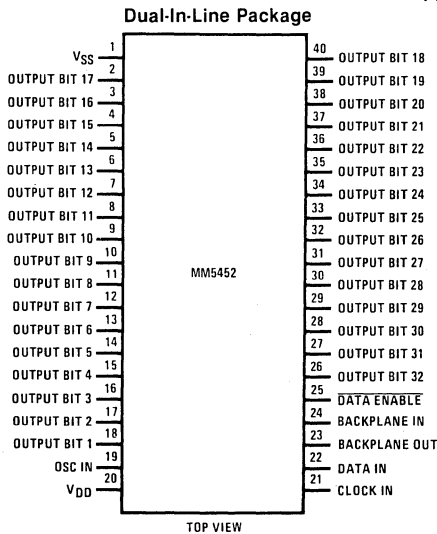 Dual-In-Line Package
VSS 1
OUTPUT BIT 17 2
OUTPUT BIT 16 3
OUTPUT BIT 15 4
OUTPUT BIT 14 5
OUTPUT BIT 13 6
OUTPUT BIT 12 7
OUTPUT BIT 11 8
OUTPUT BIT 10 9
OUTPUT BIT 9 10
OUTPUT BIT 8 11
OUTPUT BIT 7 12
OUTPUT BIT 6 13
OUTPUT BIT 5 14
OUTPUT BIT 4 15
OUTPUT BIT 3 16
OUTPUT BIT 2 17
OUTPUT BIT 1 18
OSC IN 19
VDD 20
MM5452
40 OUTPUT BIT 18
39 OUTPUT BIT 19
38 OUTPUT BIT 20
37 OUTPUT BIT 21
36 OUTPUT BIT 22
35 OUTPUT BIT 23
34 OUTPUT BIT 24
33 OUTPUT BIT 25
32 OUTPUT BIT 26
31 OUTPUT BIT 27
30 OUTPUT BIT 28
29 OUTPUT BIT 29
28 OUTPUT BIT 30
27 OUTPUT BIT 31
26 OUTPUT BIT 32
25 DATA ENABLE
24 BACKPLANE IN
23 BACKPLANE OUT
22 DATA IN
21 CLOCK IN
TOP VIEW